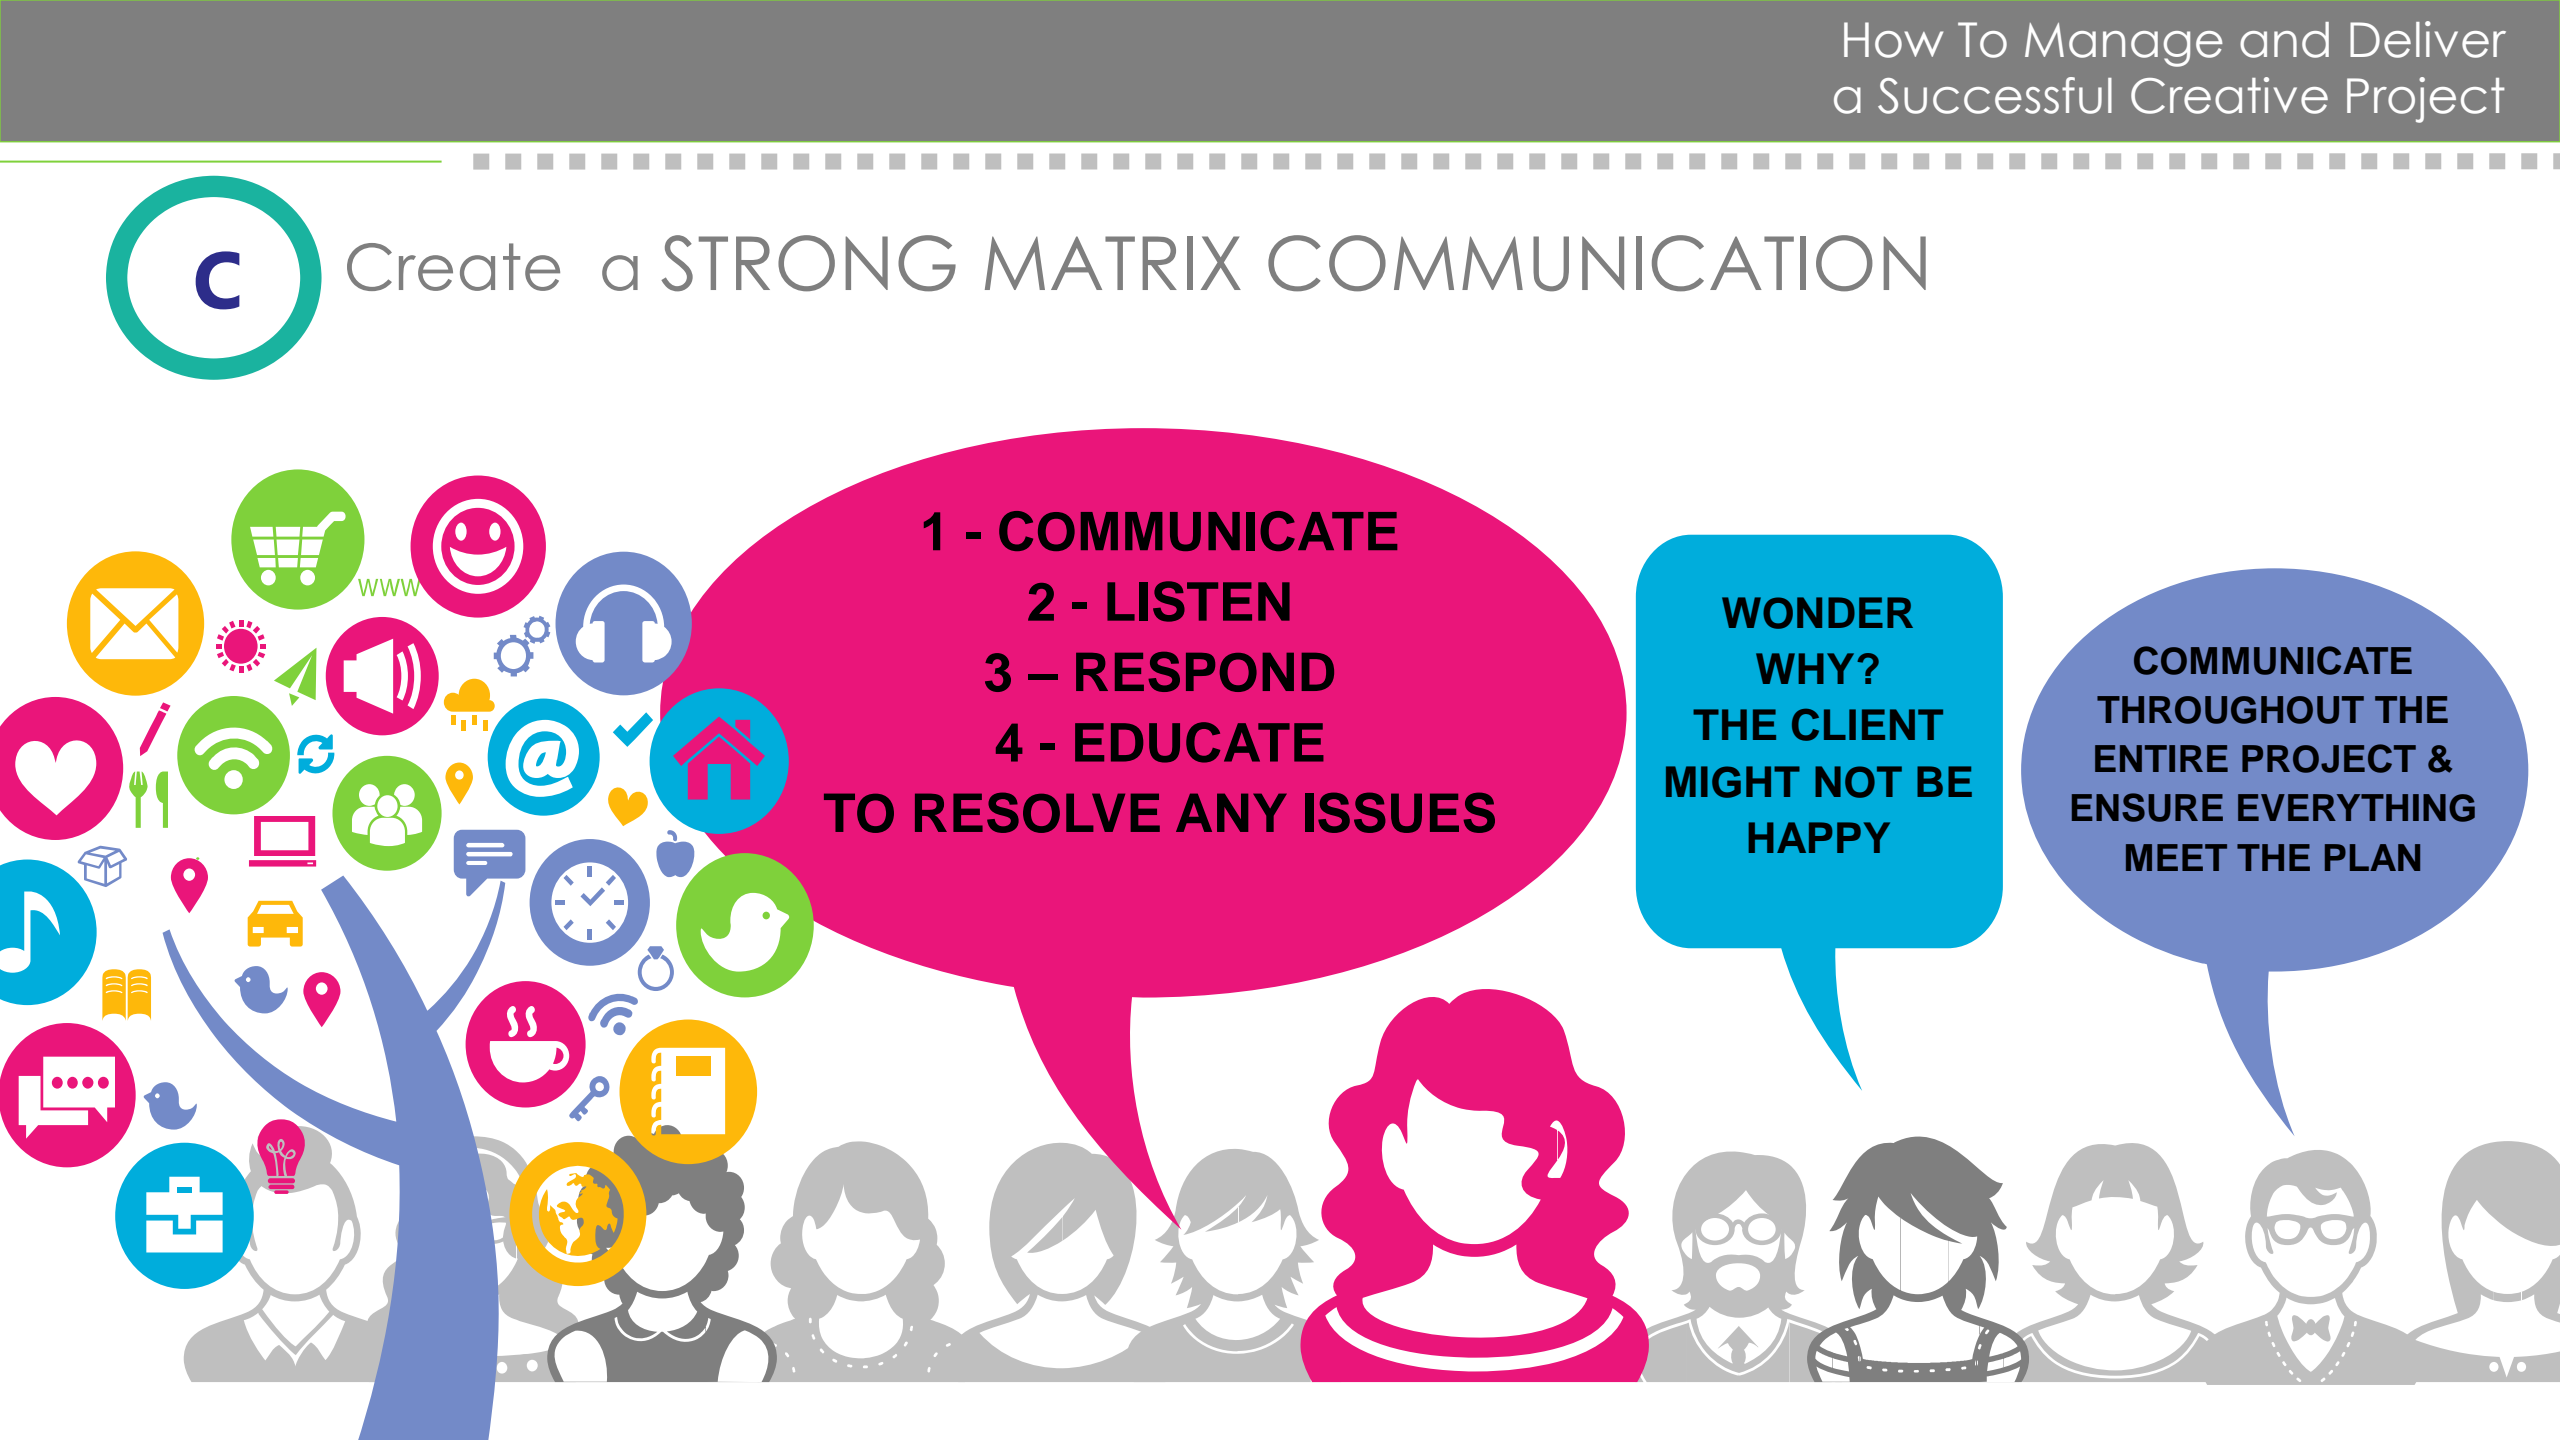 How To Manage and Deliver
a Successful Creative Project
C
Create a STRONG MATRIX COMMUNICATION
1 - COMMUNICATE
2 - LISTEN
3 – RESPOND
4 - EDUCATE
TO RESOLVE ANY ISSUES
WONDER
WHY?
THE CLIENT
MIGHT NOT BE
HAPPY
COMMUNICATE
THROUGHOUT THE
ENTIRE PROJECT &
ENSURE EVERYTHING
MEET THE PLAN
www
@